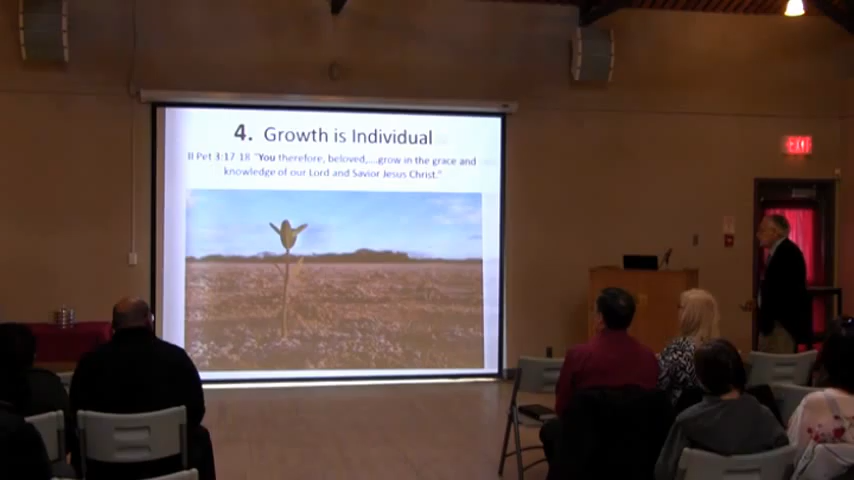 4. Growth is Individual
II Pet 3:17-18 "You therefore, beloved,....grow in the grace and
knowledge of our Lord and Savior Jesus Christ."
EXIT